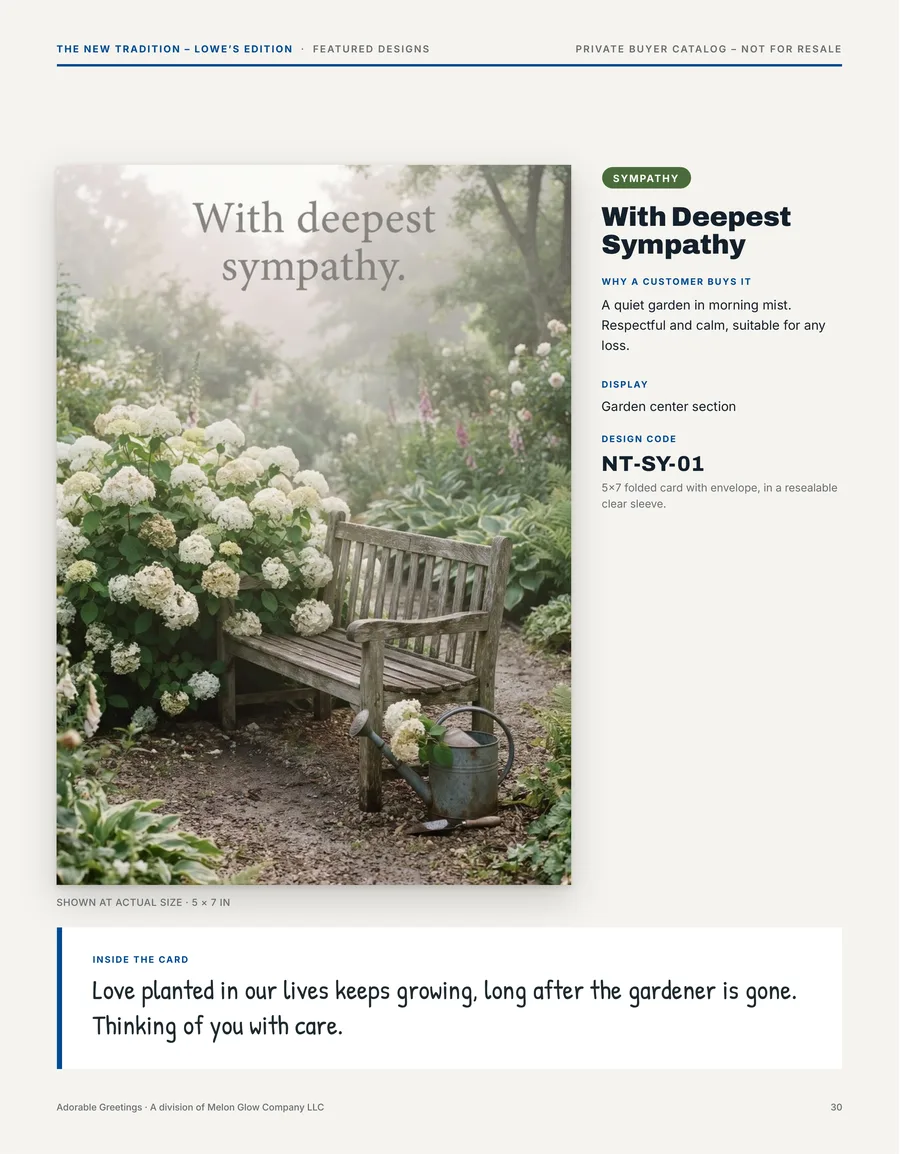 THE NEW TRADITION – LOWE'S EDITION · FEATURED DESIGNS
PRIVATE BUYER CATALOG – NOT FOR RESALE
With deepest
sympathy.
SYMPATHY
With Deepest
Sympathy
WHY A CUSTOMER BUYS IT
A quiet garden in morning mist.
Respectful and calm, suitable for any
loss.
DISPLAY
Garden center section
DESIGN CODE
NT-SY-01
5×7 folded card with envelope, in a resealable
clear sleeve.
SHOWN AT ACTUAL SIZE · 5 × 7 IN
INSIDE THE CARD
Love planted in our lives keeps growing, long after the gardener is gone.
Thinking of you with care.
Adorable Greetings · A division of Melon Glow Company LLC
30